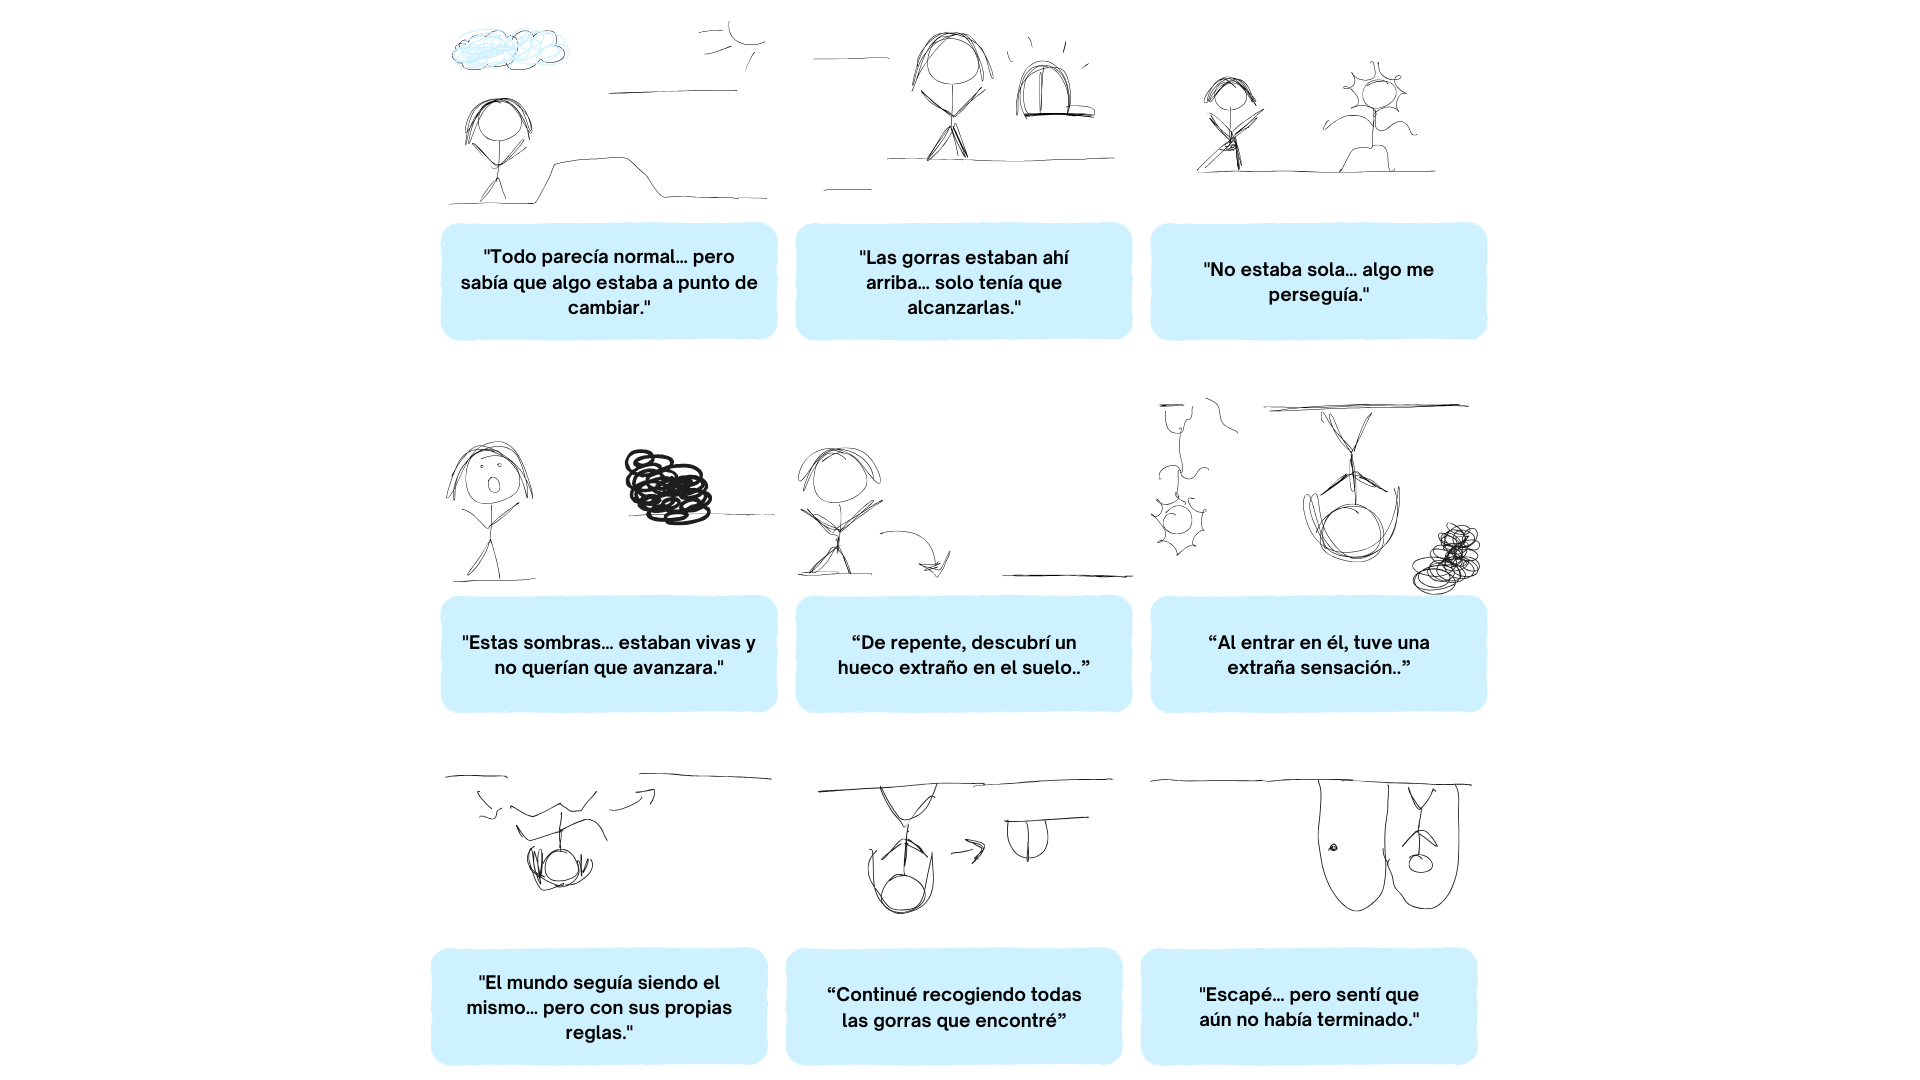 "Todo parecía normal... pero
sabía que algo estaba a punto de
cambiar."
"Las gorras estaban ahí
arriba... solo tenía que
alcanzarlas."
"No estaba sola... algo me
perseguía."
"Estas sombras... estaban vivas y
no querían que avanzara."
“De repente, descubrí un
hueco extraño en el suelo..”
“Al entrar en él, tuve una
extraña sensación..”
"El mundo seguía siendo el
mismo... pero con sus propias
reglas."
“Continué recogiendo todas
las gorras que encontré”
"Escapé... pero sentí que
aún no había terminado."